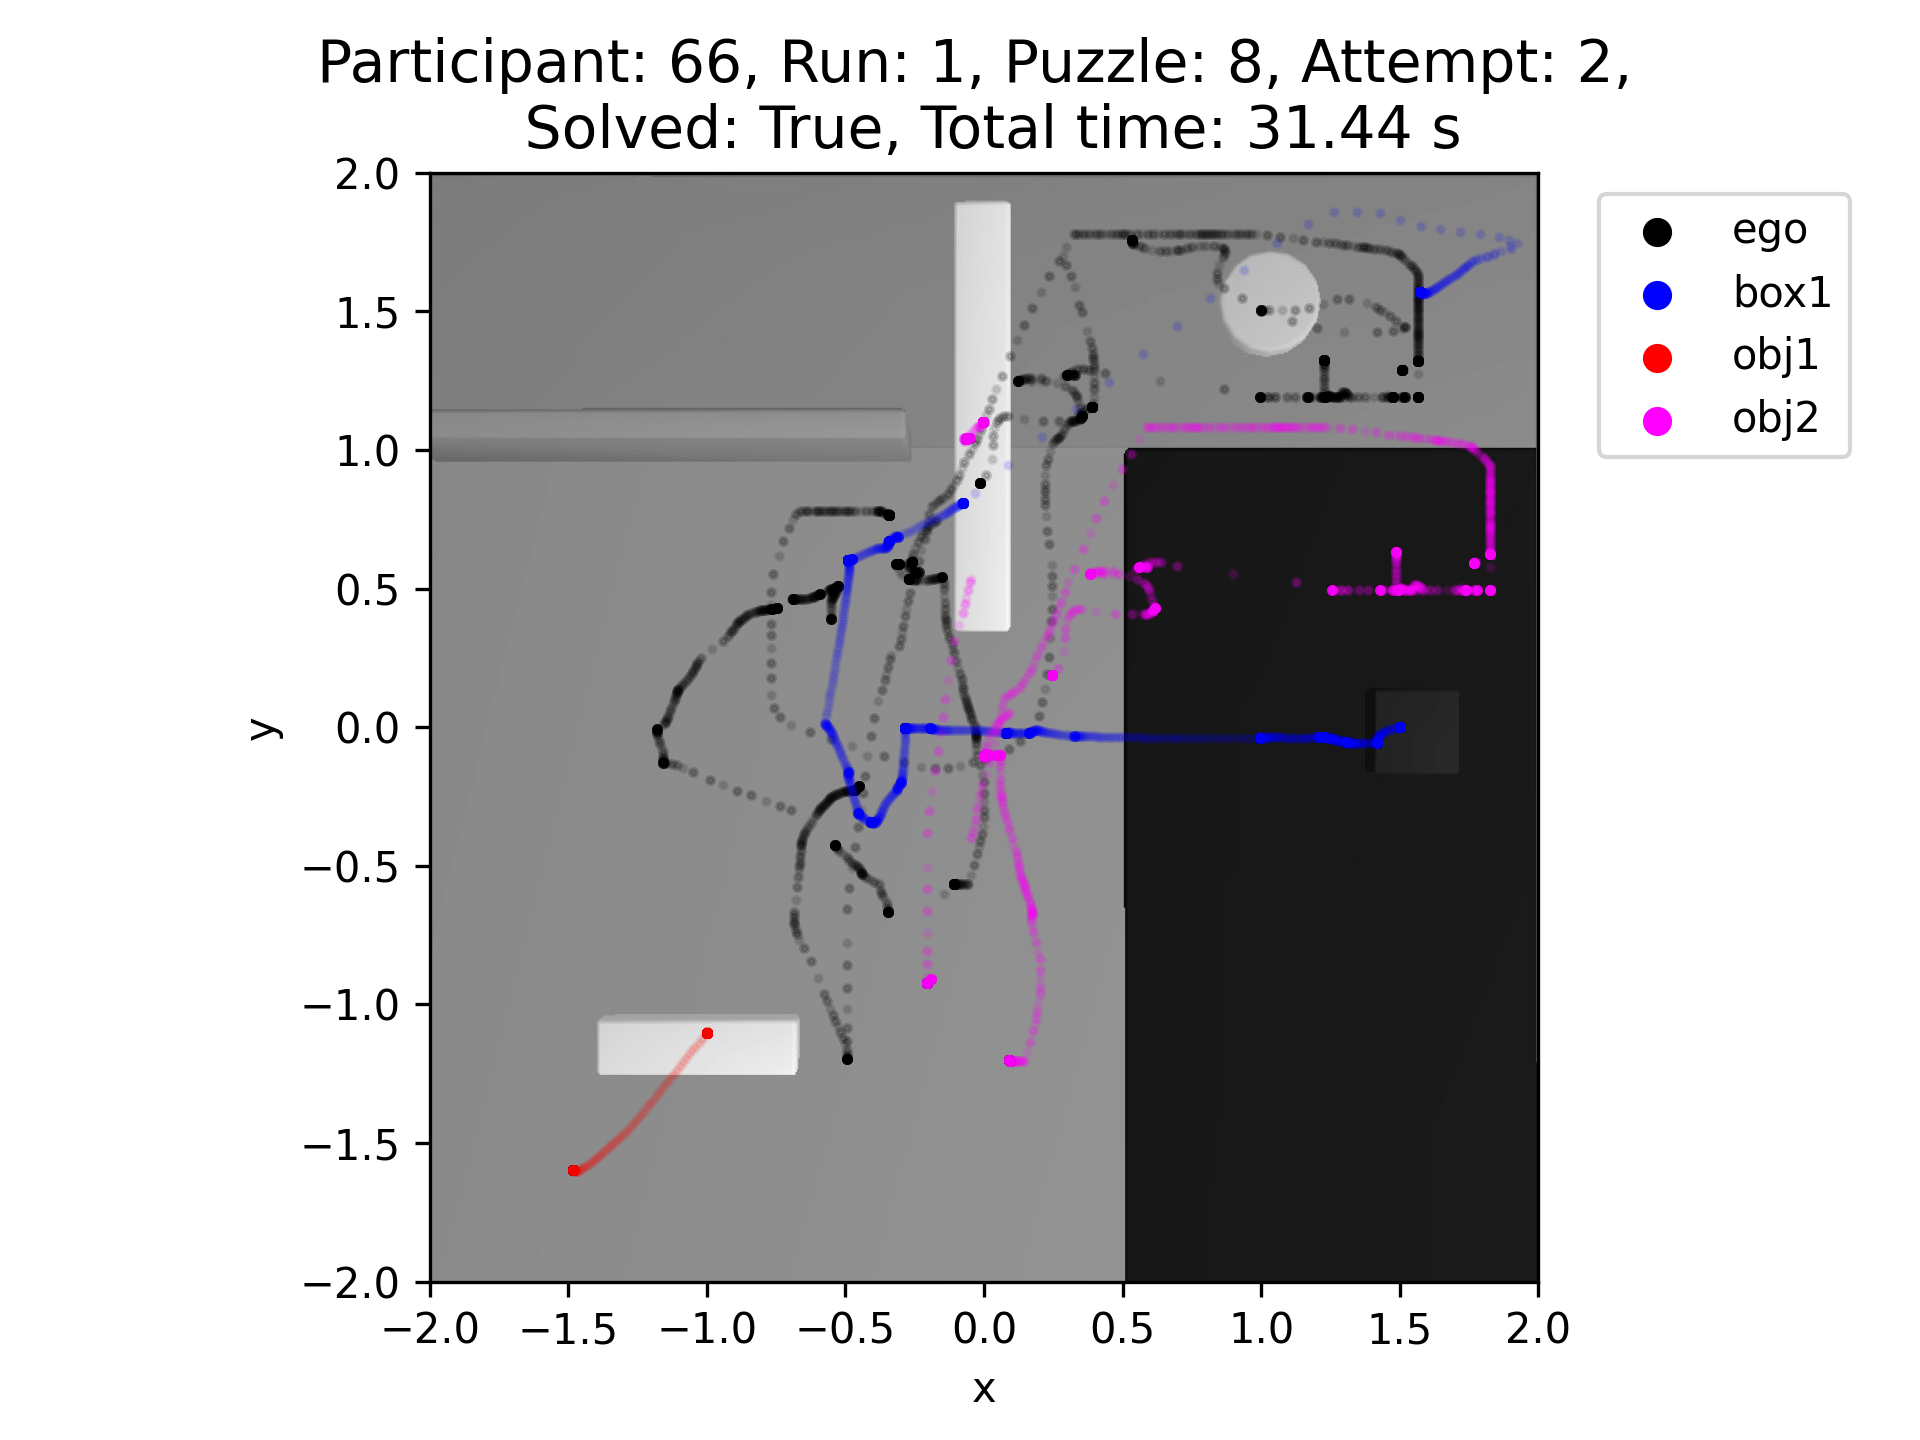 Participant: 66, Run: 1, Puzzle: 8, Attempt: 2,
Solved: True, Total time: 31.44 s
2.0
1.5
1.0
0.5
0.0
−0.5
−1.0
−1.5
−2.0
y
−2.0 −1.5 −1.0 −0.5 0.0 0.5 1.0 1.5 2.0
x
ego
box1
obj1
obj2